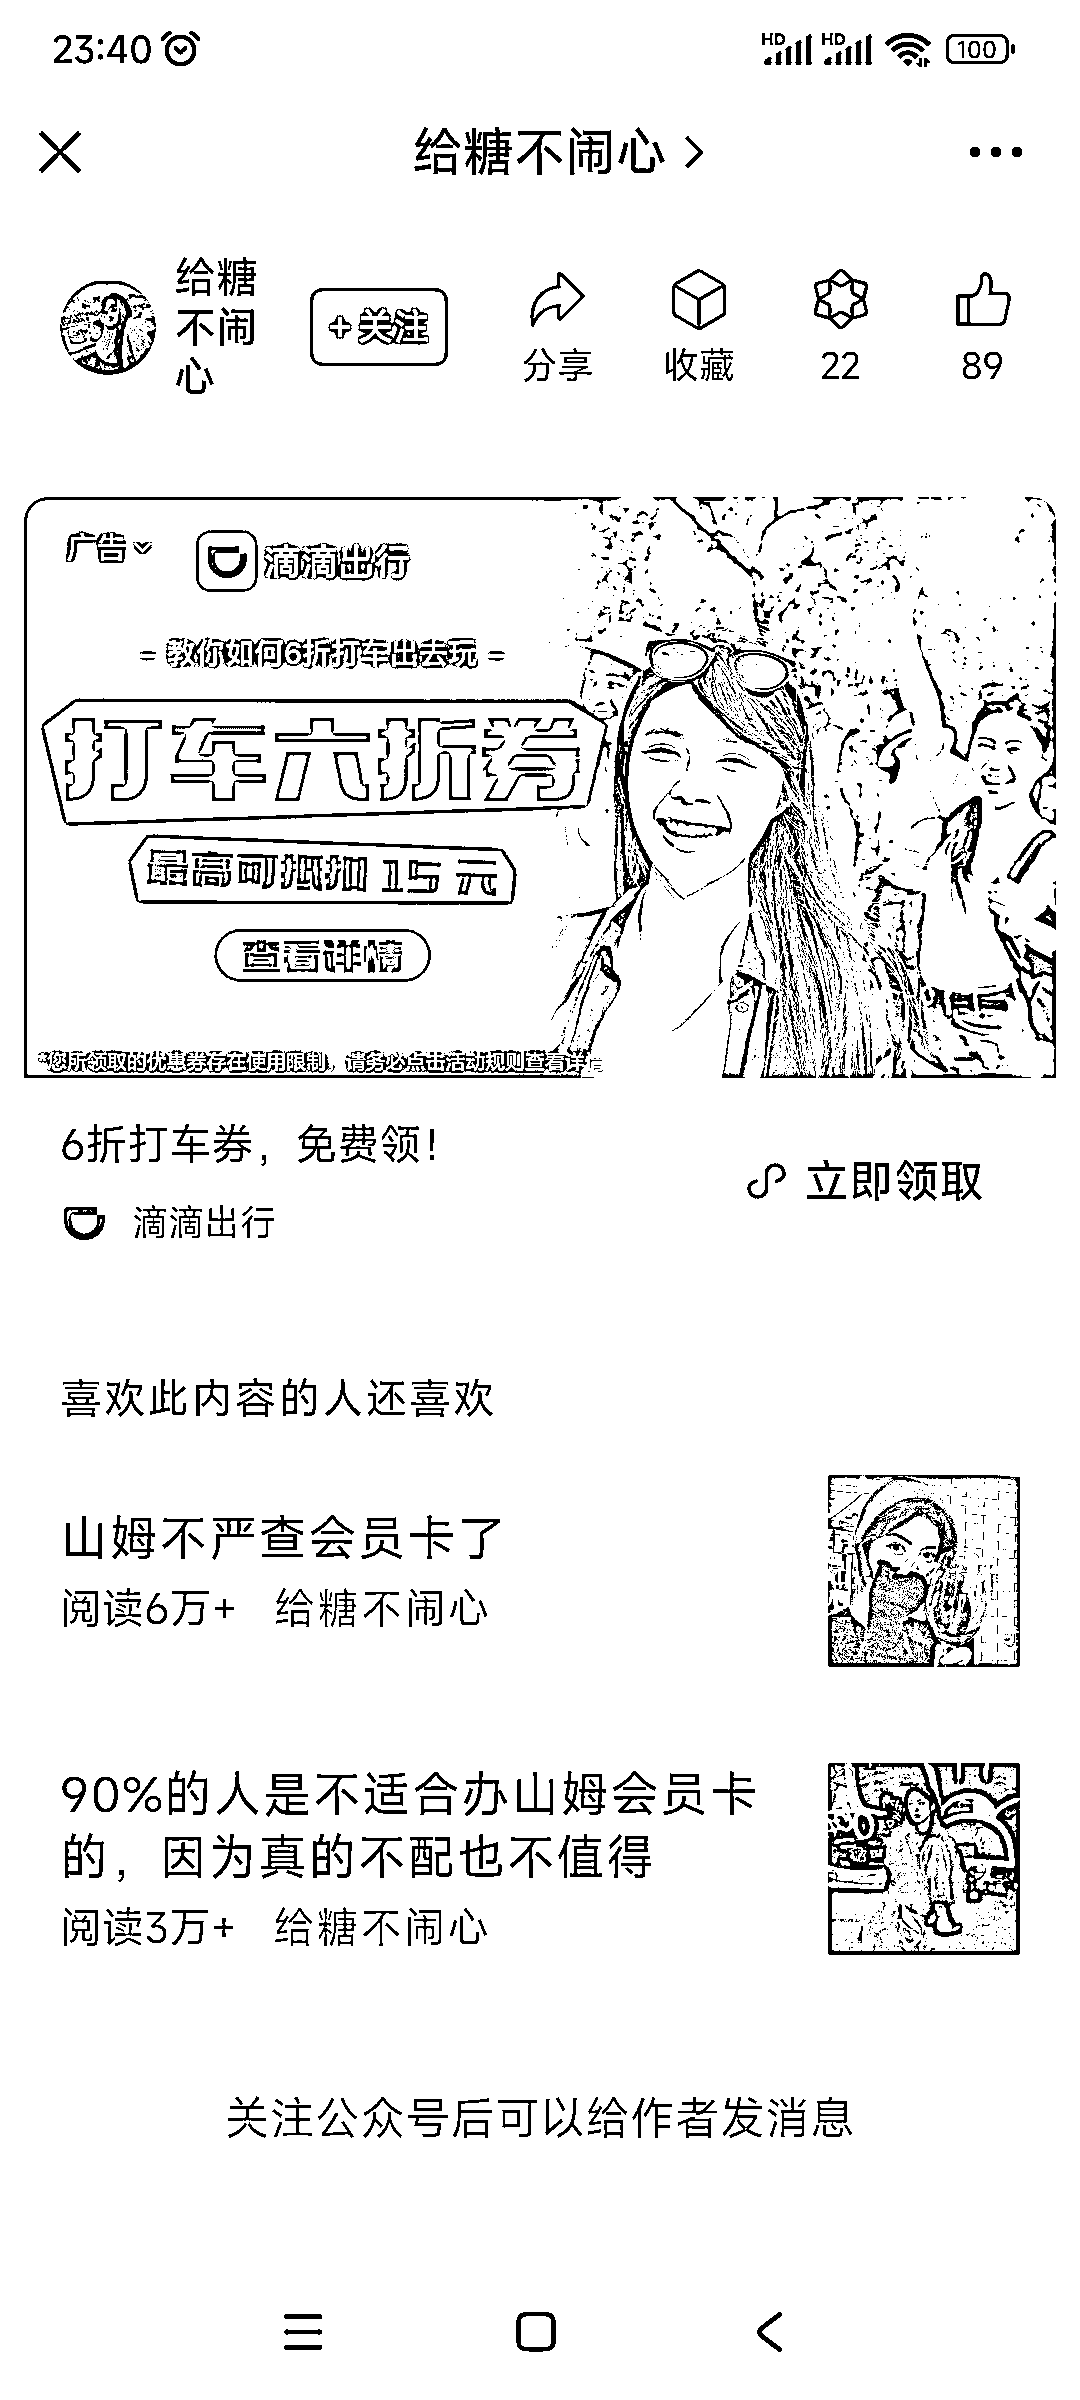 23:40
HD HD 100
给糖不闹心
给糖
不闹
心
+关注
分享
收藏
22
89
广告
滴滴出行
= 教你如何6折打车出去玩 =
打车六折券
最高可抵扣 15 元
查看详情
*您所领取的优惠券存在使用限制，请务必点击活动规则查看详
6折打车券，免费领！
立即领取
滴滴出行
喜欢此内容的人还喜欢
山姆不严查会员卡了
阅读6万+ 给糖不闹心
90%的人是不适合办山姆会员卡
的，因为真的不配也不值得
阅读3万+ 给糖不闹心
关注公众号后可以给作者发消息